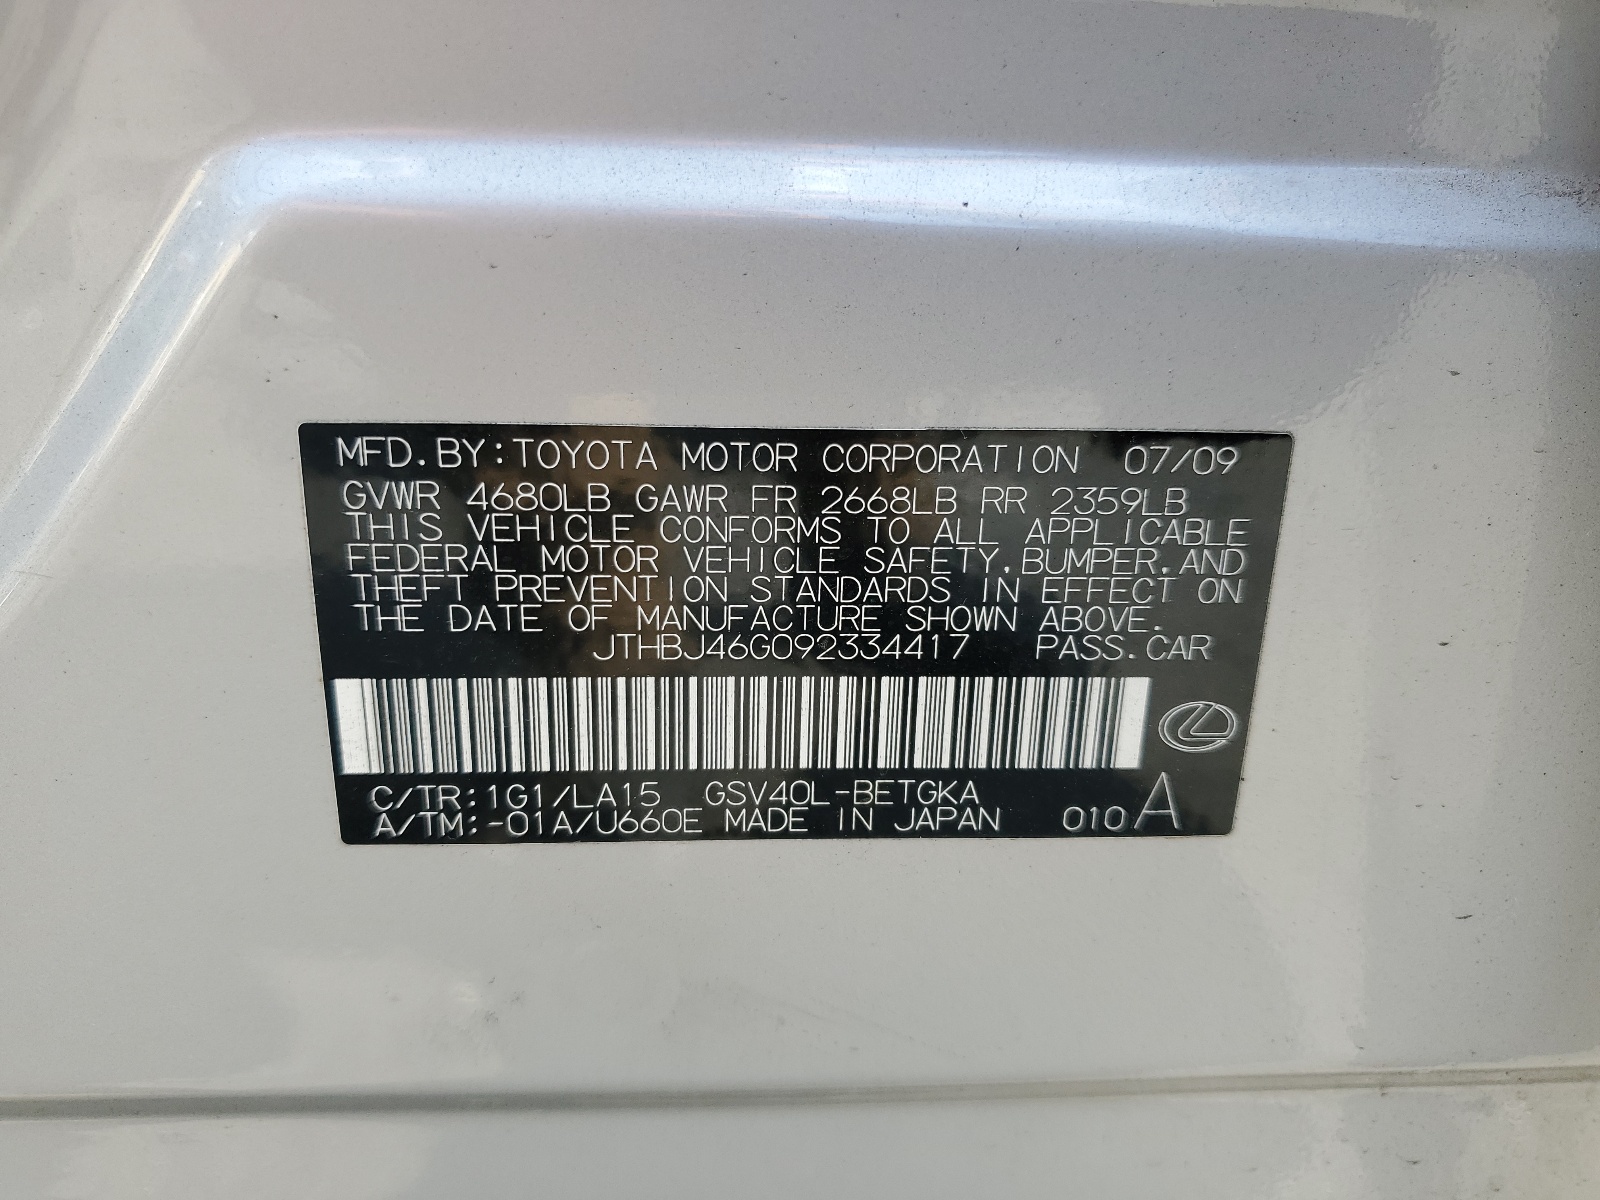 MFD. BY: TOYOTA MOTOR CORPORATION 07/09
GVWR 4680LB GAWR FR 2668LB RR 2359LB
THIS VEHICLE CONFORMS TO ALL APPLICABLE
FEDERAL MOTOR VEHICLE SAFETY, BUMPER, AND
THEFT PREVENTION STANDARDS IN EFFECT ON
THE DATE OF MANUFACTURE SHOWN ABOVE.
JTHBJ46G092334417 PASS. CAR
C/TR: 1G1/LA15 GSV40L-BETGKA
A/TM: -01A/U660E MADE IN JAPAN 010 A